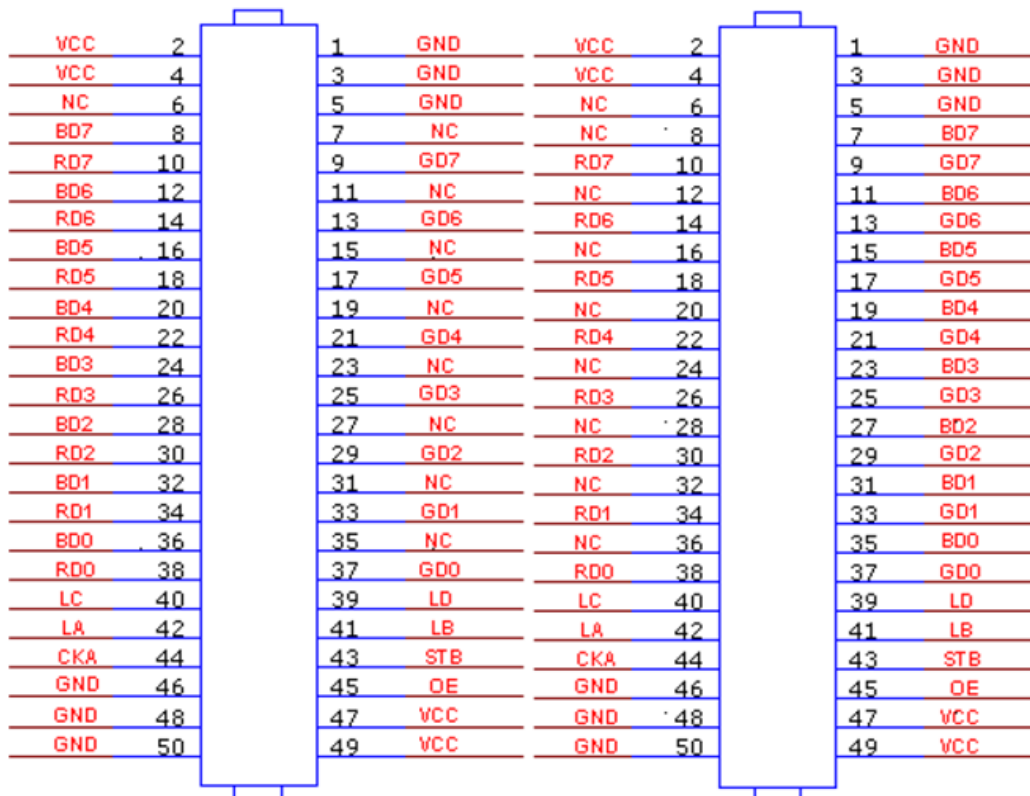 VCC 2 1 GND VCC 2 1 GND
VCC 4 3 GND VCC 4 3 GND
NC 6 5 GND NC 6 5 GND
BD7 8 7 NC NC 8 7 BD7
RD7 10 9 GD7 RD7 10 9 GD7
BD6 12 11 NC NC 12 11 BD6
RD6 14 13 GD6 RD6 14 13 GD6
BD5 16 15 NC NC 16 15 BD5
RD5 18 17 GD5 RD5 18 17 GD5
BD4 20 19 NC NC 20 19 BD4
RD4 22 21 GD4 RD4 22 21 GD4
BD3 24 23 NC NC 24 23 BD3
RD3 26 25 GD3 RD3 26 25 GD3
BD2 28 27 NC NC 28 27 BD2
RD2 30 29 GD2 RD2 30 29 GD2
BD1 32 31 NC NC 32 31 BD1
RD1 34 33 GD1 RD1 34 33 GD1
BD0 36 35 NC NC 36 35 BD0
RD0 38 37 GD0 RD0 38 37 GD0
LC 40 39 LD LC 40 39 LD
LA 42 41 LB LA 42 41 LB
CKA 44 43 STB CKA 44 43 STB
GND 46 45 OE GND 46 45 OE
GND 48 47 VCC GND 48 47 VCC
GND 50 49 VCC GND 50 49 VCC